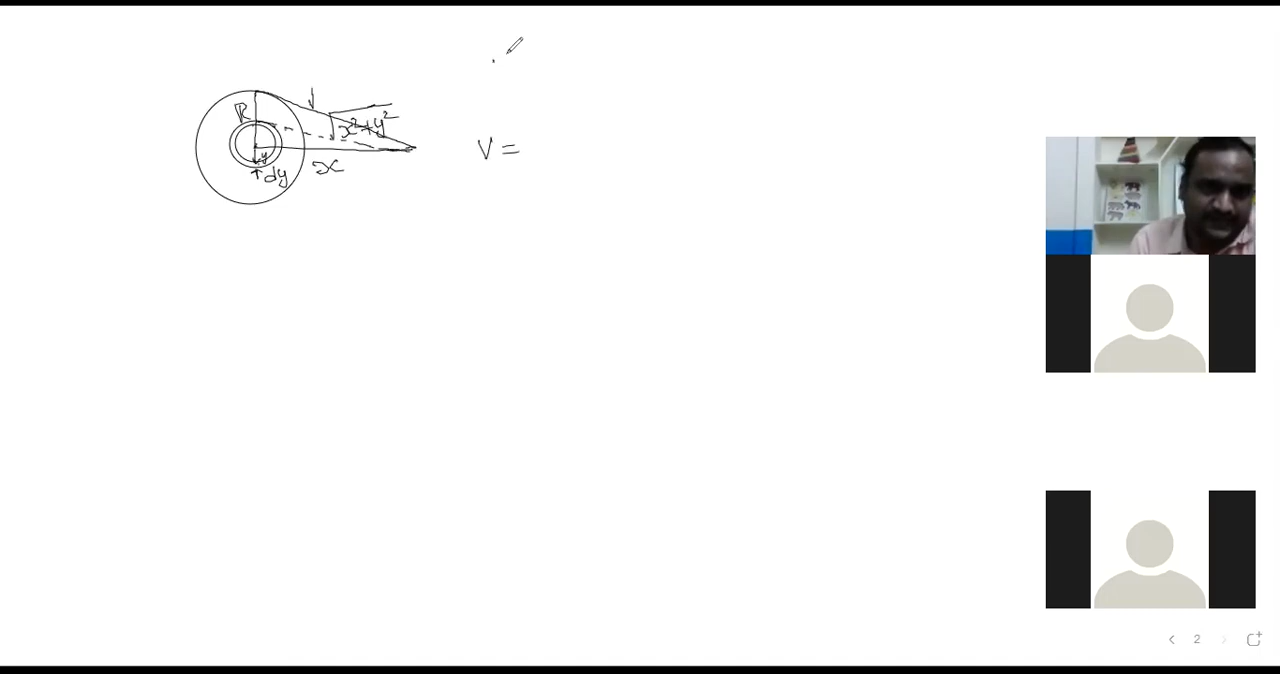 R
√x²+y²
V =
y
x
dy
2